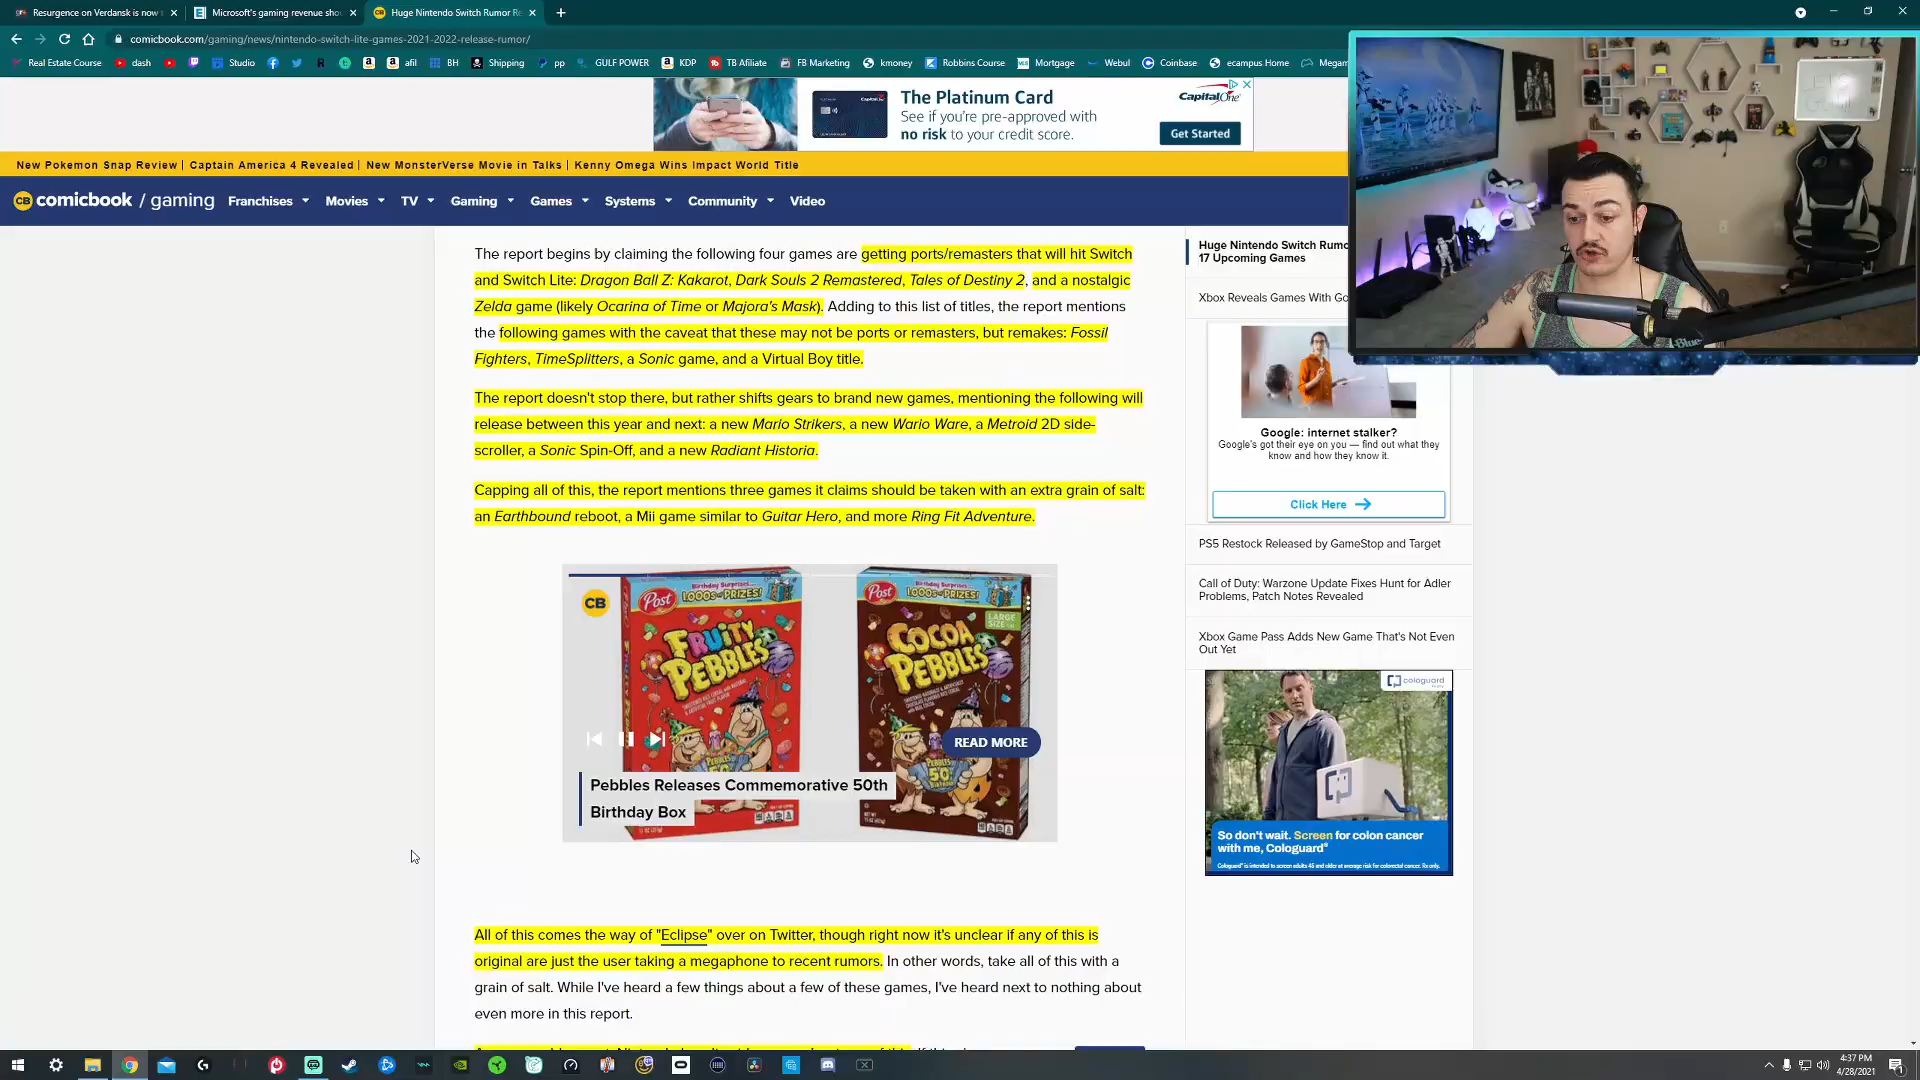 Resurgence on Verdansk is now
Microsoft's gaming revenue sho
Huge Nintendo Switch Rumor Re
comicbook.com/gaming/news/nintendo-switch-lite-games-2021-2022-release-rumor/
Real Estate Course dash Studio afil BH Shipping pp GULF POWER KDP TB Afiliate FB Marketing kmoney Robbins Course Mortgage Webul Coinbase ecampus Home Megam
The Platinum Card
See if you're pre-approved with
no risk to your credit score.
CapitalOne
Get Started
New Pokemon Snap Review | Captain America 4 Revealed | New MonsterVerse Movie in Talks | Kenny Omega Wins Impact World Title
CB comicbook / gaming Franchises Movies TV Gaming Games Systems Community Video
The report begins by claiming the following four games are getting ports/remasters that will hit Switch
and Switch Lite: Dragon Ball Z: Kakarot, Dark Souls 2 Remastered, Tales of Destiny 2, and a nostalgic
Zelda game (likely Ocarina of Time or Majora's Mask). Adding to this list of titles, the report mentions
the following games with the caveat that these may not be ports or remasters, but remakes: Fossil
Fighters, TimeSplitters, a Sonic game, and a Virtual Boy title.
The report doesn't stop there, but rather shifts gears to brand new games, mentioning the following will
release between this year and next: a new Mario Strikers, a new Wario Ware, a Metroid 2D side-
scroller, a Sonic Spin-Off, and a new Radiant Historia.
Capping all of this, the report mentions three games it claims should be taken with an extra grain of salt:
an Earthbound reboot, a Mii game similar to Guitar Hero, and more Ring Fit Adventure.
CB
Post
Birthday Surprises
1,000s of PRIZES!
FRUITY
PEBBLES
Post
Birthday Surprises
1,000s of PRIZES!
LARGE
SIZE
COCOA
PEBBLES
READ MORE
Pebbles Releases Commemorative 50th
Birthday Box
All of this comes the way of "Eclipse" over on Twitter, though right now it's unclear if any of this is
original are just the user taking a megaphone to recent rumors. In other words, take all of this with a
grain of salt. While I've heard a few things about a few of these games, I've heard next to nothing about
even more in this report.
Huge Nintendo Switch Rumo
17 Upcoming Games
Xbox Reveals Games With Go
Google: internet stalker?
Google's got their eye on you — find out what they
know and how they know it.
Click Here
PS5 Restock Released by GameStop and Target
Call of Duty: Warzone Update Fixes Hunt for Adler
Problems, Patch Notes Revealed
Xbox Game Pass Adds New Game That's Not Even
Out Yet
cologuard
So don't wait. Screen for colon cancer
with me, Cologuard®
4:37 PM
4/28/2021